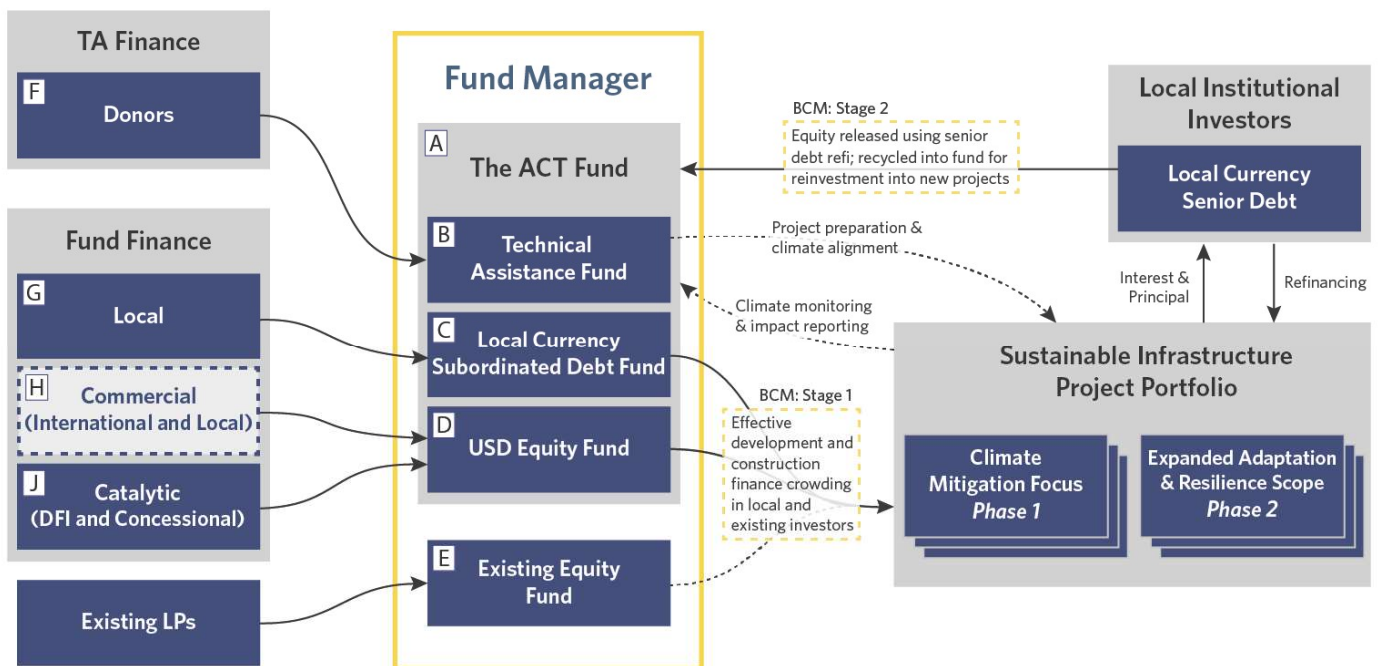 TA Finance
F
Donors
Fund Finance
G
Local
H
Commercial
(International and Local)
J
Catalytic
(DFI and Concessional)
Existing LPs
Fund Manager
A
The ACT Fund
B
Technical
Assistance Fund
C
Local Currency
Subordinated Debt Fund
D
USD Equity Fund
E
Existing Equity
Fund
BCM: Stage 2
Equity released using senior
debt refi; recycled into fund for
reinvestment into new projects
Project preparation &
climate alignment
Climate monitoring
& impact reporting
BCM: Stage 1
Effective
development and
construction
finance crowding
in local and
existing investors
Local Institutional
Investors
Local Currency
Senior Debt
Interest &
Principal
Refinancing
Sustainable Infrastructure
Project Portfolio
Climate
Mitigation Focus
Phase 1
Expanded Adaptation
& Resilience Scope
Phase 2